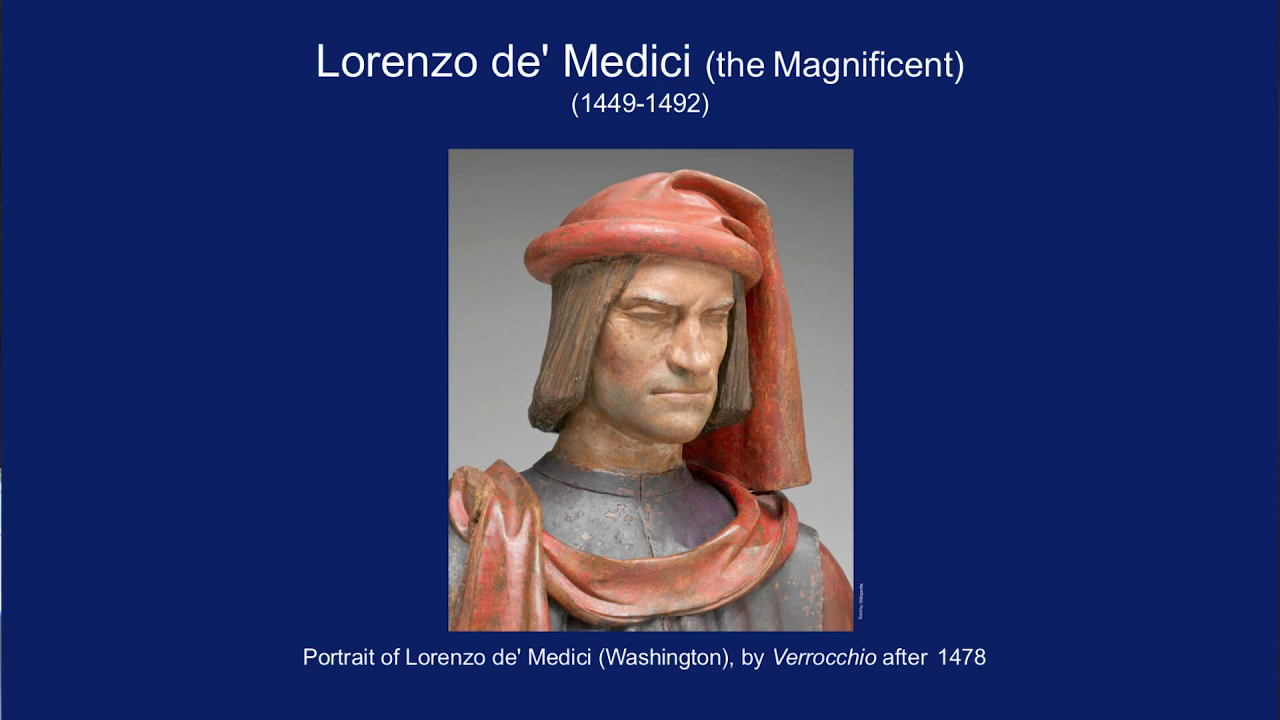 Lorenzo de' Medici (the Magnificent)
(1449-1492)
Portrait of Lorenzo de' Medici (Washington), by Verrocchio after 1478